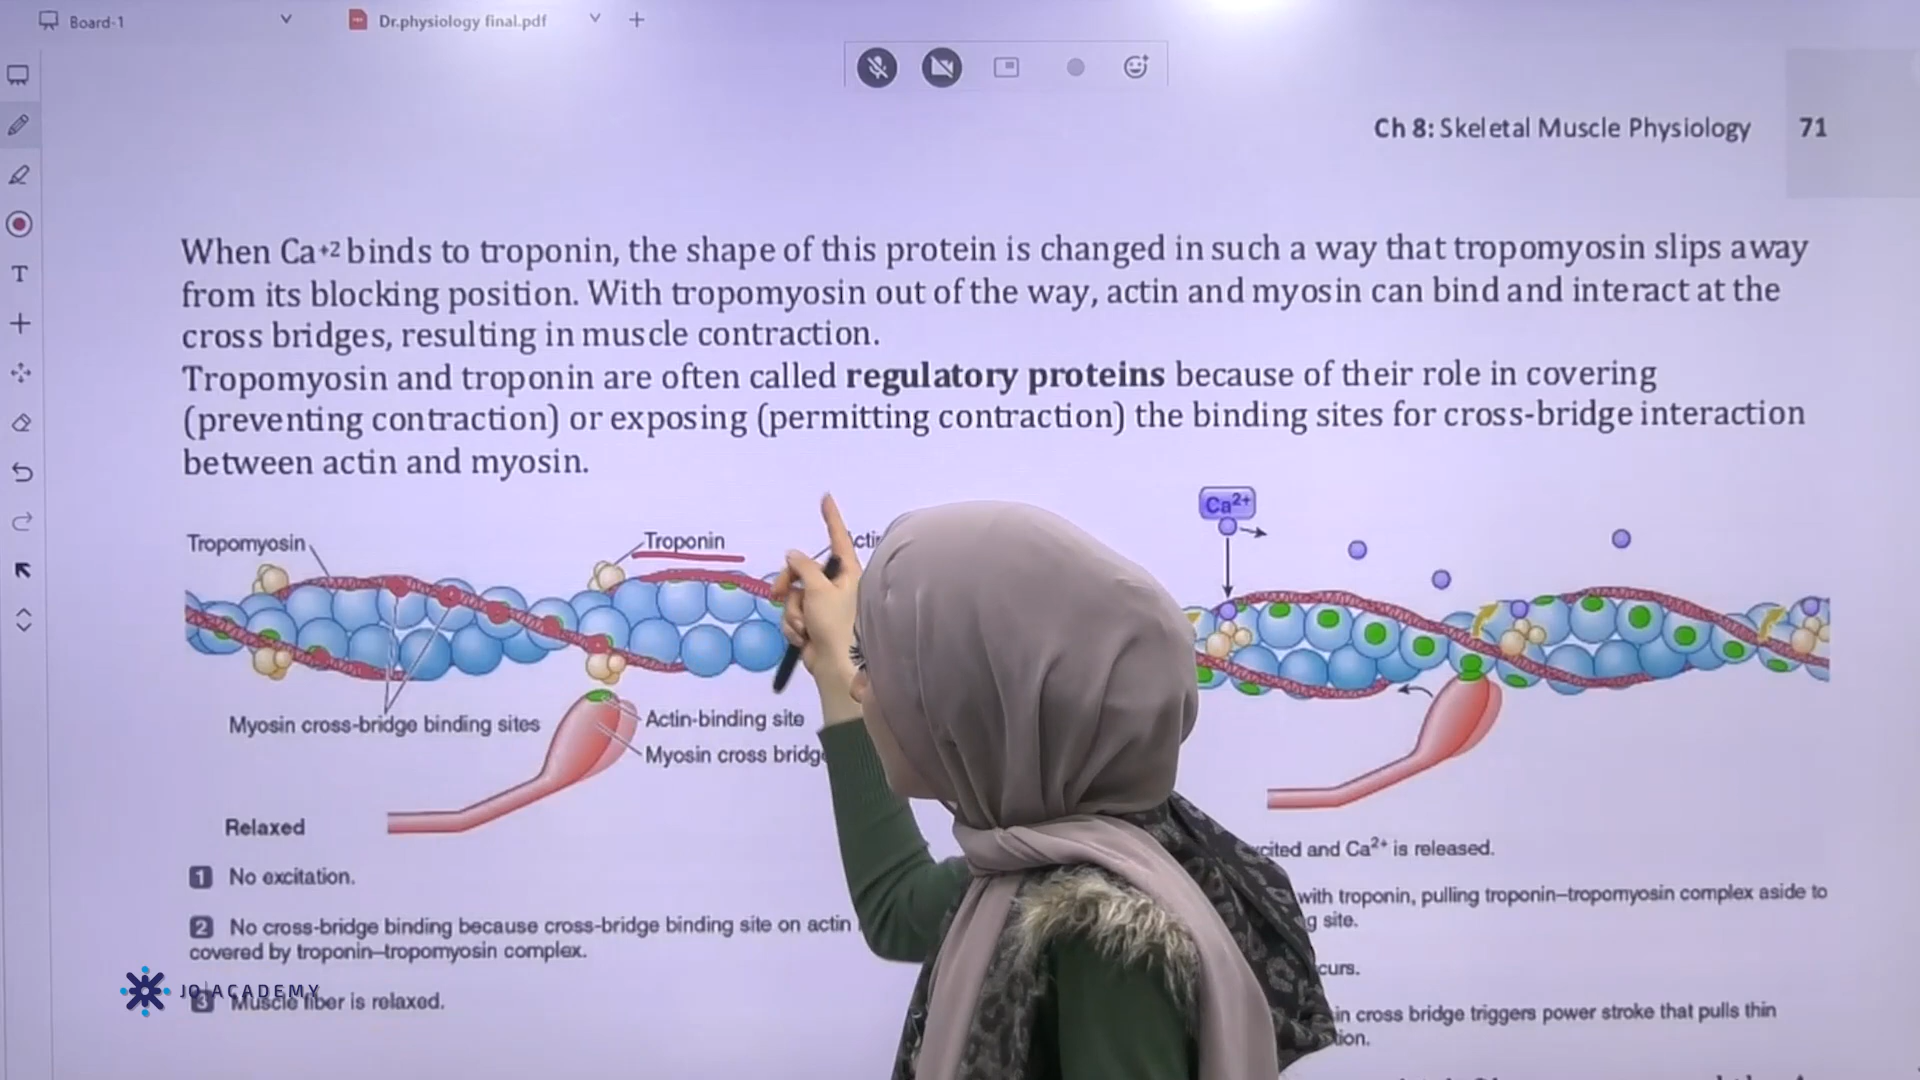 Board-1
Dr.physiology final.pdf
Ch 8: Skeletal Muscle Physiology 71
When Ca+2 binds to troponin, the shape of this protein is changed in such a way that tropomyosin slips away
from its blocking position. With tropomyosin out of the way, actin and myosin can bind and interact at the
cross bridges, resulting in muscle contraction.
Tropomyosin and troponin are often called regulatory proteins because of their role in covering
(preventing contraction) or exposing (permitting contraction) the binding sites for cross-bridge interaction
between actin and myosin.
Ca2+
Tropomyosin
Troponin
Myosin cross-bridge binding sites
Actin-binding site
Myosin cross
Relaxed
1 No excitation.
2 No cross-bridge binding because cross-bridge binding site on actin
covered by troponin–tropomyosin complex.
3 Muscle fiber is relaxed.
JO ACADEMY
and Ca2+ is released.
with troponin, pulling troponin–tropomyosin complex aside to
site.
in cross bridge triggers power stroke that pulls thin
T